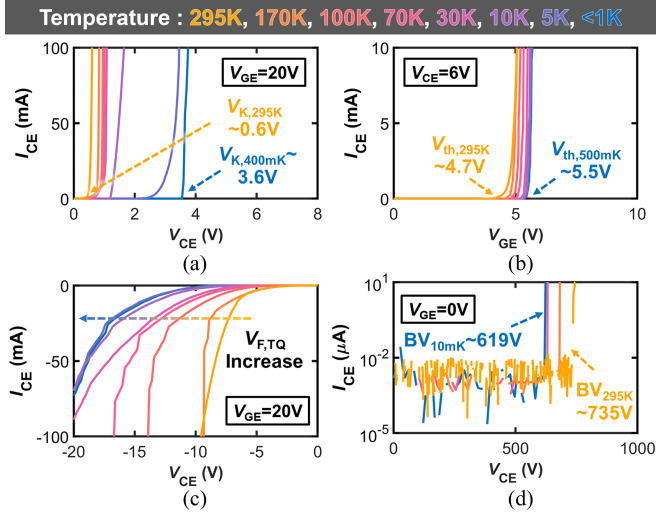 Temperature : 295K, 170K, 100K, 70K, 30K, 10K, 5K, <1K
100
50
0
I_CE (mA)
V_GE=20V
V_K,295K
~0.6V
V_K,400mK~
3.6V
0 2 4 6 8
V_CE (V)
(a)
10
5
0
I_CE (mA)
V_CE=6V
V_th,295K
~4.7V
V_th,500mK
~5.5V
0 5 10
V_GE (V)
(b)
0
-50
-100
I_CE (mA)
V_F,TQ
Increase
V_GE=20V
-20 -15 -10 -5 0
V_CE (V)
(c)
10^1
10^-2
10^-5
I_CE (μA)
V_GE=0V
BV_10mK~619V
BV_295K
~735V
0 500 1000
V_CE (V)
(d)